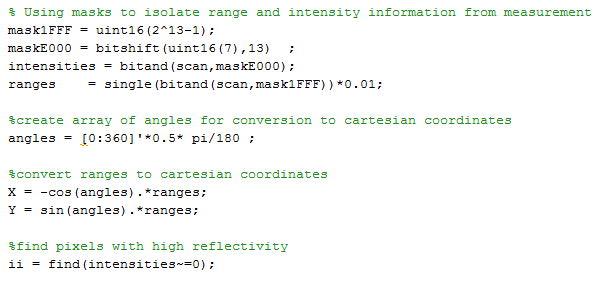 % Using masks to isolate range and intensity information from measurement
mask1FFF = uint16(2^13-1);
maskE000 = bitshift(uint16(7),13)  ;
intensities = bitand(scan,maskE000);
ranges    = single(bitand(scan,mask1FFF))*0.01;
%create array of angles for conversion to cartesian coordinates
angles = [0:360]'*0.5* pi/180 ;
%convert ranges to cartesian coordinates
X = -cos(angles).*ranges;
Y = sin(angles).*ranges;
%find pixels with high reflectivity
ii = find(intensities~=0);